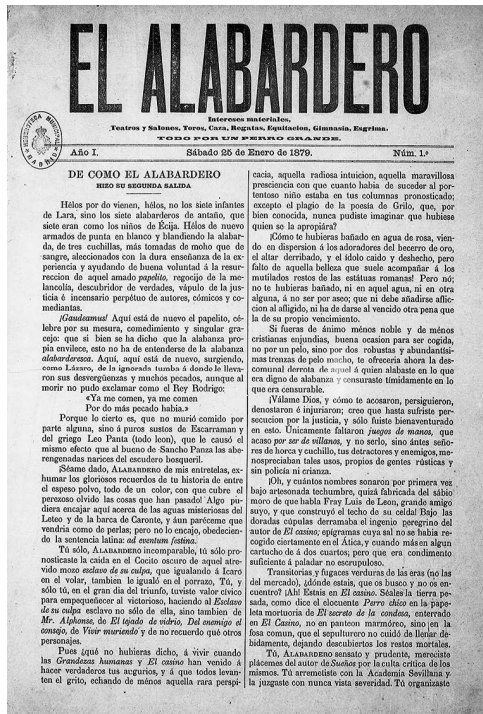 EL ALABARDERO
Intereses materiales,
Teatros y Salones, Toros, Caza, Regatas, Equitacion, Gimnasia, Esgrima.
TODO POR UN PERRO GRANDE.
HEMEROTECA MUNICIPAL
MADRID
Año I.
Sábado 25 de Enero de 1879.
Núm. 1.º
DE COMO EL ALABARDERO
HIZO SU SEGUNDA SALIDA
Hélos por do vienen, hélos, no los siete infantes
de Lara, sino los siete alabarderos de antaño, que
siete eran como los niños de Écija. Hélos de nuevo
armados de punta en blanco y blandiendo la alabar-
da, de tres cuchillas, más tomadas de moho que de
sangre, aleccionados con la dura enseñanza de la ex-
periencia y ayudando de buena voluntad á la resur-
reccion de aquel amado papelito, regocijo de la me-
lancolía, descubridor de verdades, vápulo de la jus-
ticia é incensario perpétuo de autores, cómicos y co-
mediantas.
¡Gaudeamus! Aquí está de nuevo el papelito, cé-
lebre por su mesura, comedimiento y singular gra-
cejo: que si bien se ha dicho que la alabanza pro-
pia envilece, esto no ha de entenderse de la alabanza
alabarderesca. Aquí, aquí está de nuevo, surgiendo,
como Lázaro, de la ignorada tumba á donde le lleva-
ron sus desvergüenzas y muchos pecados, aunque al
morir no pudo exclamar como el Rey Rodrigo:
«Ya me comen, ya me comen
Por do más pecado habia.»
Porque lo cierto es, que no murió comido por
parte alguna, sino á puros sustos de Escarraman y
del griego Leo Panta (todo leon), que le causó el
mismo efecto que al bueno de Sancho Panza las abe-
rengenadas narices del escudero bosqueril.
¡Séame dado, ALABARDERO de mis entretelas, ex-
humar los gloriosos recuerdos de tu historia de entre
el espeso polvo, todo de un color, con que cubre el
perezoso olvido las cosas que han pasado! Algo pu-
diera encajar aquí acerca de las aguas misteriosas del
Leteo y de la barca de Caronte, y áun paréceme que
vendria como de perlas; pero no lo encajo, obedecien-
do la sentencia latina: ad eventum festina.
Tú sólo, ALABARDERO incomparable, tú sólo pro-
nosticaste la caida en el Cocito oscuro de aquel atre-
vido mozo esclavo de su culpa, que igualando á Icaro
en el volar, tambien le igualó en el porrazo, Tú, y
sólo tú, en el gran dia del triunfo, tuviste valor cívico
para empequeñecer al victorioso, haciendo al Esclavo
de su culpa esclavo no sólo de ella, sino tambien de
Mr. Alphonse, de El tejado de vidrio, Del enemigo el
consejo, de Vivir muriendo y de no recuerdo qué otros
personajes.
Pues ¿qué no hubieras dicho, á vivir cuando
las Grandezas humanas y El casino han venido á
hacer verdaderos tus augurios, y á que todos levan-
ten el grito, echando de ménos aquella rara perspi-
cacia, aquella radiosa intuicion, aquella maravillosa
presciencia con que cuanto habia de suceder al por-
tentoso niño estaba en tus columnas pronosticado;
excepto el plagio de la poesía de Grilo, que, por
bien conocida, nunca pudiste imaginar que hubiese
quien se la apropiára?
¡Cómo te hubieras bañado en agua de rosa, vien-
do en dispersion á los adoradores del becerro de oro,
el altar derribado, y el ídolo caido y deshecho, pero
falto de aquella belleza que suele acompañar á los
mutilados restos de las estátuas romanas! Pero nó;
no te hubieras bañado, ni en aquel agua, ni en otra
alguna, á no ser por aseo; que ni debe añadirse aflic-
cion al afligido, ni ha de darse al vencido otra pena que
la de su propio vencimiento.
Si fueras de ánimo ménos noble y de ménos
cristianas enjundias, buena ocasion para ser cogida,
no por un pelo, sino por dos robustas y abundantísi-
mas trenzas de pelo macho, te ofreceria ahora la des-
comunal derrota de aquel á quien alabaste en lo que
era digno de alabanza y censuraste tímidamente en lo
que era censurable.
¡Válame Dios, y cómo te acosaron, persiguieron,
denostaron é injuriaron; creo que hasta sufriste per-
secucion por la justicia, y sólo fuiste bienaventurado
en esto. Únicamente faltaron juegos de manos, que
acaso por ser de villanos, y no serlo, sino ántes seño-
res de horca y cuchillo, tus detractores y enemigos, me-
nospreciaban tales usos, propios de gentes rústicas y
sin policía ni crianza.
¡Oh, y cuántos nombres sonaron por primera vez
bajo artesonada techumbre, quizá fabricada del sábio
moro de que habla Fray Luis de Leon, grande amigo
suyo, y que construyó el techo de su celda! Bajo las
doradas cúpulas derramaba el ingenio peregrino del
autor de El casino; epígramas cuya sal no se habia re-
cogido ciertamente en el Atica, y cuando más en algun
cartucho de á dos cuartos; pero que era condimento
suficiente á paladar no escrupuloso.
Transitorias y fugaces verduras de las eras (no las
del mercado), ¿dónde estais, que os busco y no os en-
cuentro? ¡Ah! Estais en El casino. Séales la tierra pe-
sada, como dice el elocuente Parro chico en la pape-
leta mortuoria de El secreto de la condesa, enterrado
en El Casino, no en panteon marmóreo, sino en la
fosa comun, que el sepulturero no cuidó de llenar de-
bidamente, dejando descubiertos los restos mortales.
Tú, ALABARDERO sensato y prudente, mereciste
plácemes del autor de Sueños por la culta crítica de los
mismos. Tú arremetiste con la Academia Sevillana y
la juzgaste con nunca vista severidad. Tú organizaste